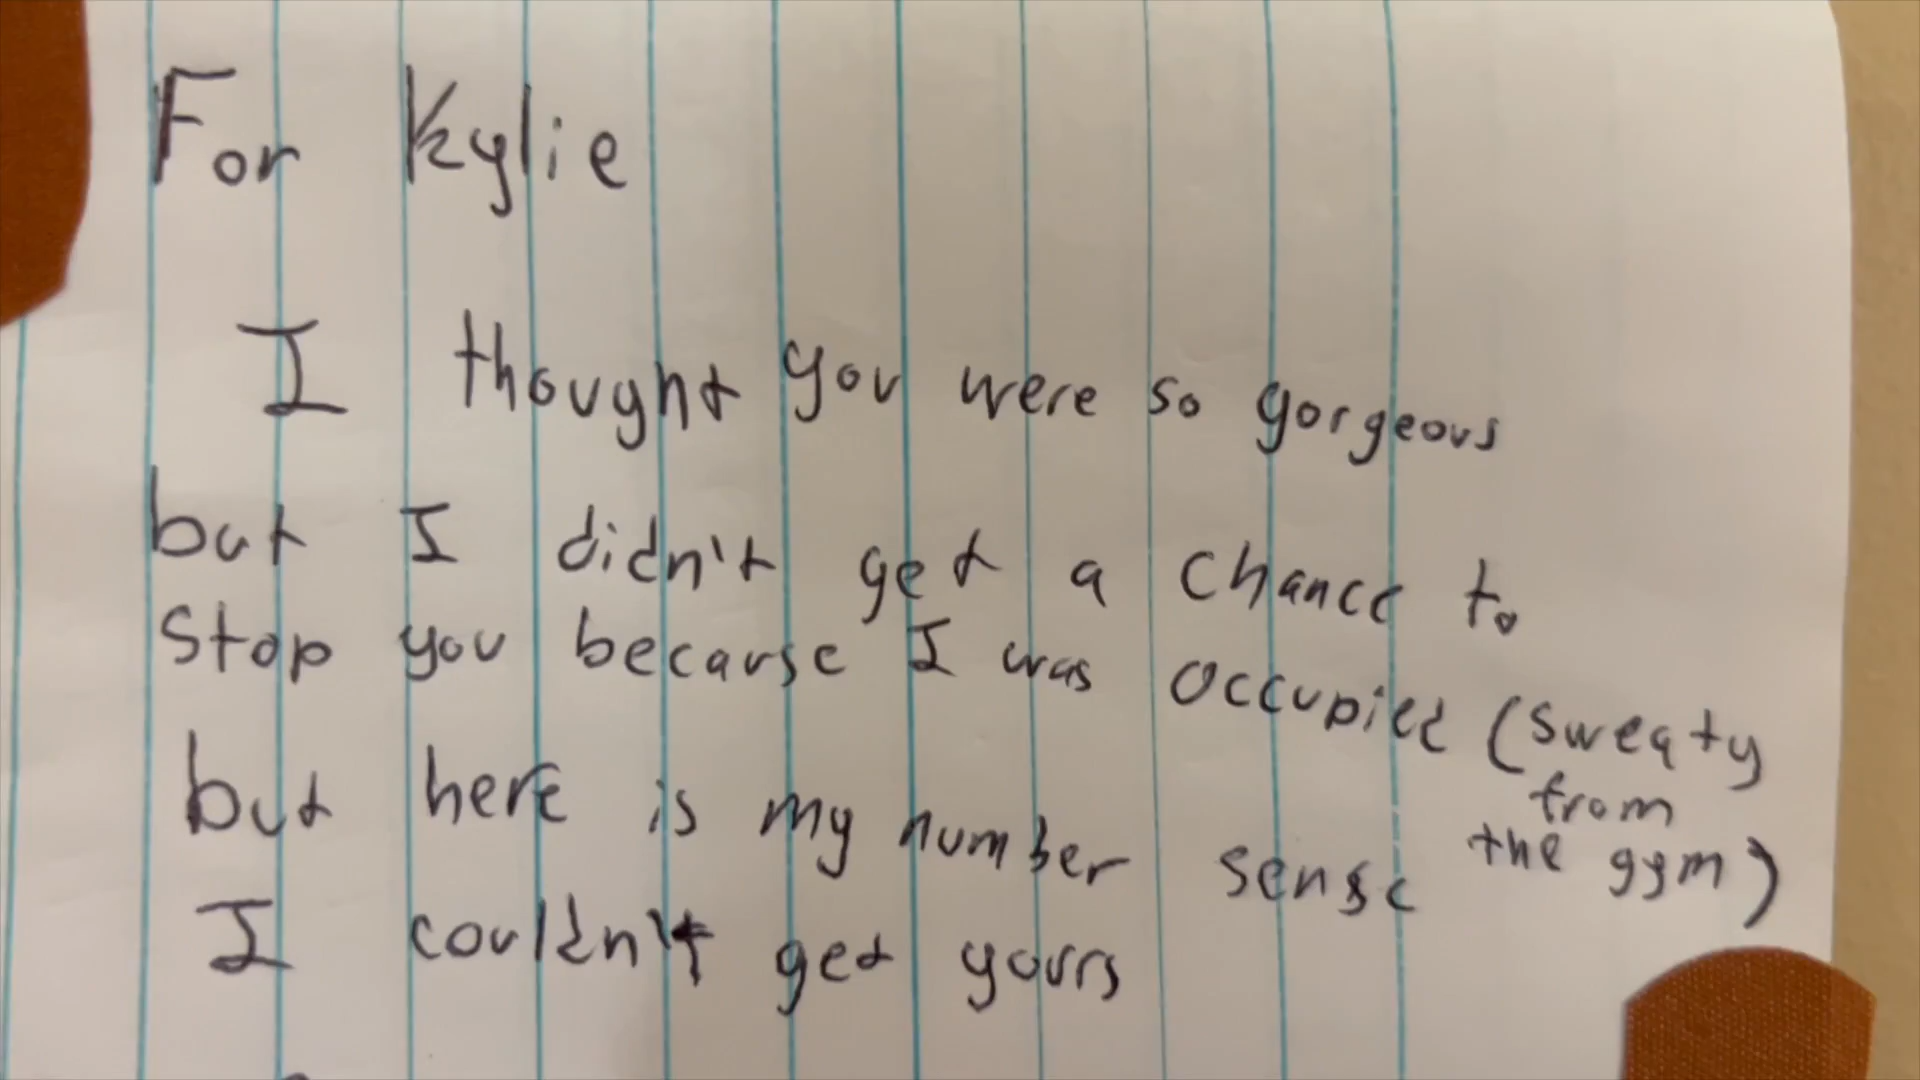 For Kylie
I thought you were so gorgeous
but I didn't get a chance to
stop you because I was occupied (sweaty
from
the gym)
but here is my number sense
I couldn't get yours